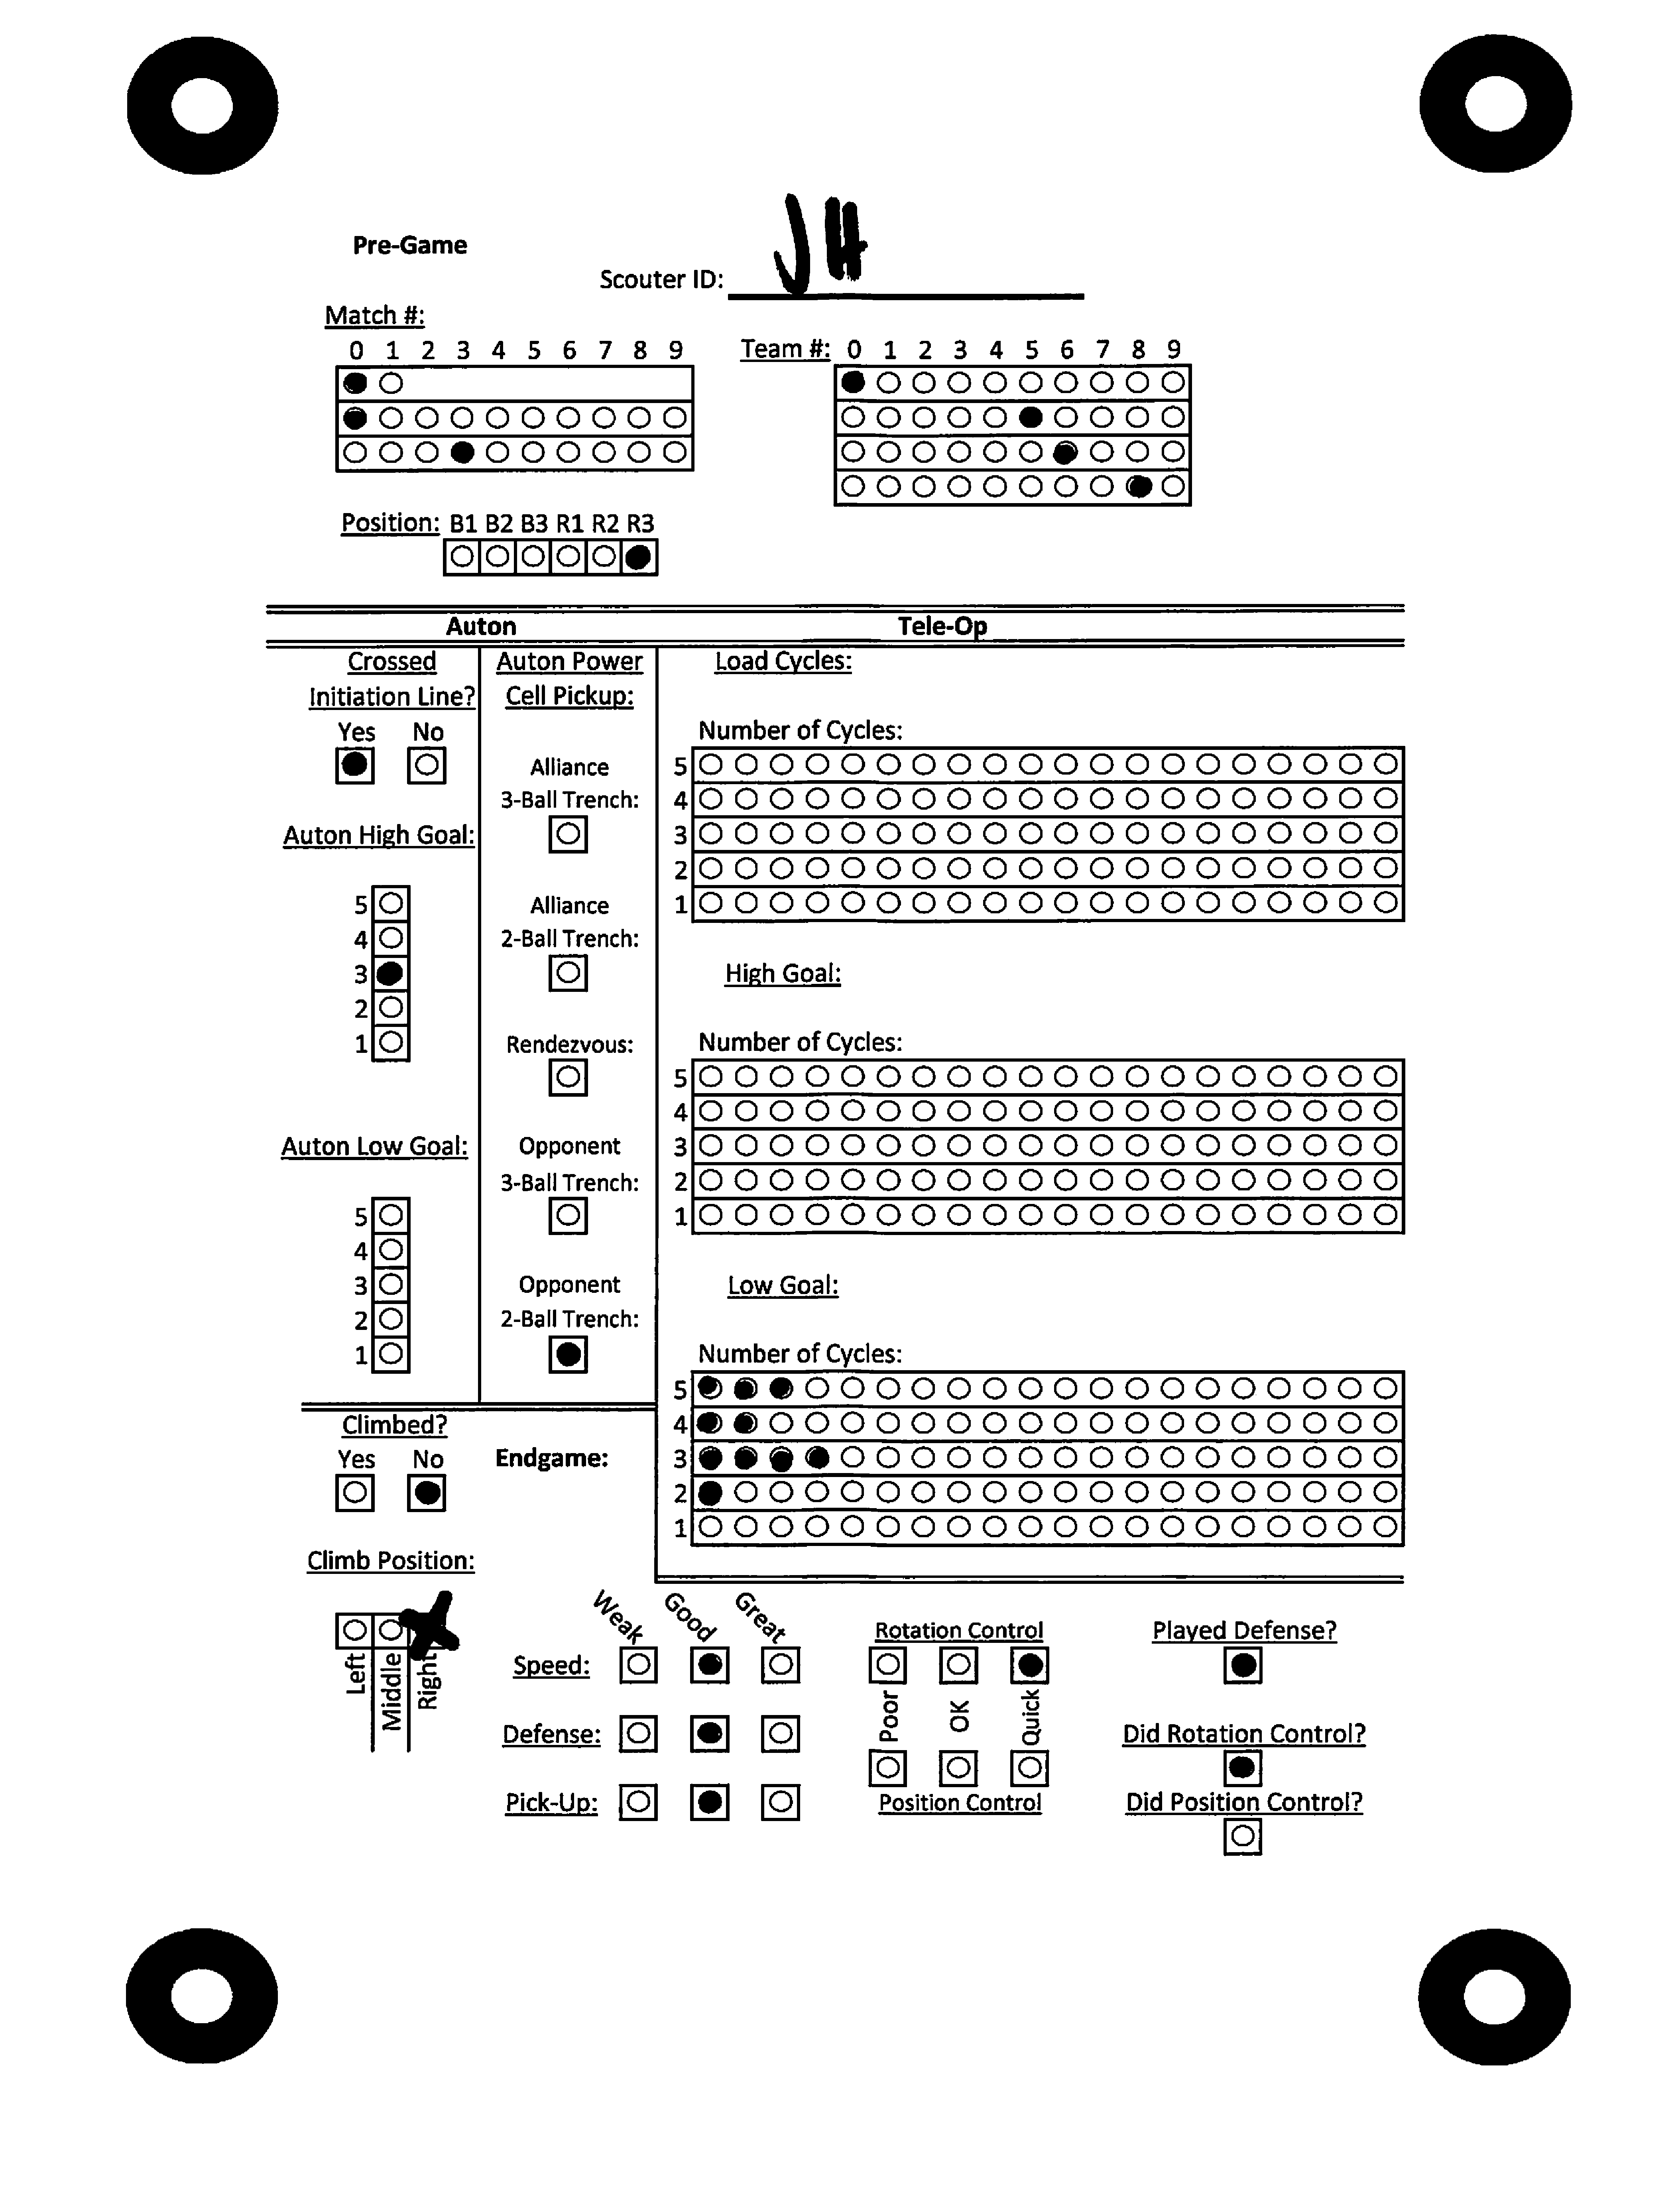 Pre-Game
Scouter ID: JH
Match #:
0 1 2 3 4 5 6 7 8 9
Team #: 0 1 2 3 4 5 6 7 8 9
Position: B1 B2 B3 R1 R2 R3
Auton
Tele-Op
Crossed
Initiation Line?
Yes No
Auton High Goal:
5
4
3
2
1
Auton Low Goal:
5
4
3
2
1
Auton Power
Cell Pickup:
Alliance
3-Ball Trench:
Alliance
2-Ball Trench:
Rendezvous:
Opponent
3-Ball Trench:
Opponent
2-Ball Trench:
Load Cycles:
Number of Cycles:
5
4
3
2
1
High Goal:
Number of Cycles:
5
4
3
2
1
Low Goal:
Number of Cycles:
5
4
3
2
1
Climbed?
Yes No
Endgame:
Climb Position:
Left
Middle
Right
Weak Good Great
Speed:
Defense:
Pick-Up:
Rotation Control
Poor OK Quick
Position Control
Played Defense?
Did Rotation Control?
Did Position Control?